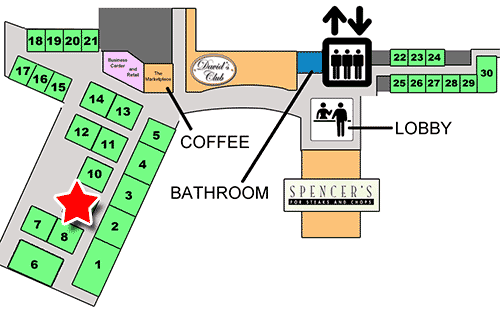 18 19 20 21
Business
Center
and
Retail
The
Marketplace
David's
Club
22 23 24
25 26 27 28 29
30
17 16 15
14 13
12 11
10
5
4
3
2
1
7 8
6
COFFEE
BATHROOM
LOBBY
SPENCER'S
FOR STEAKS AND CHOPS